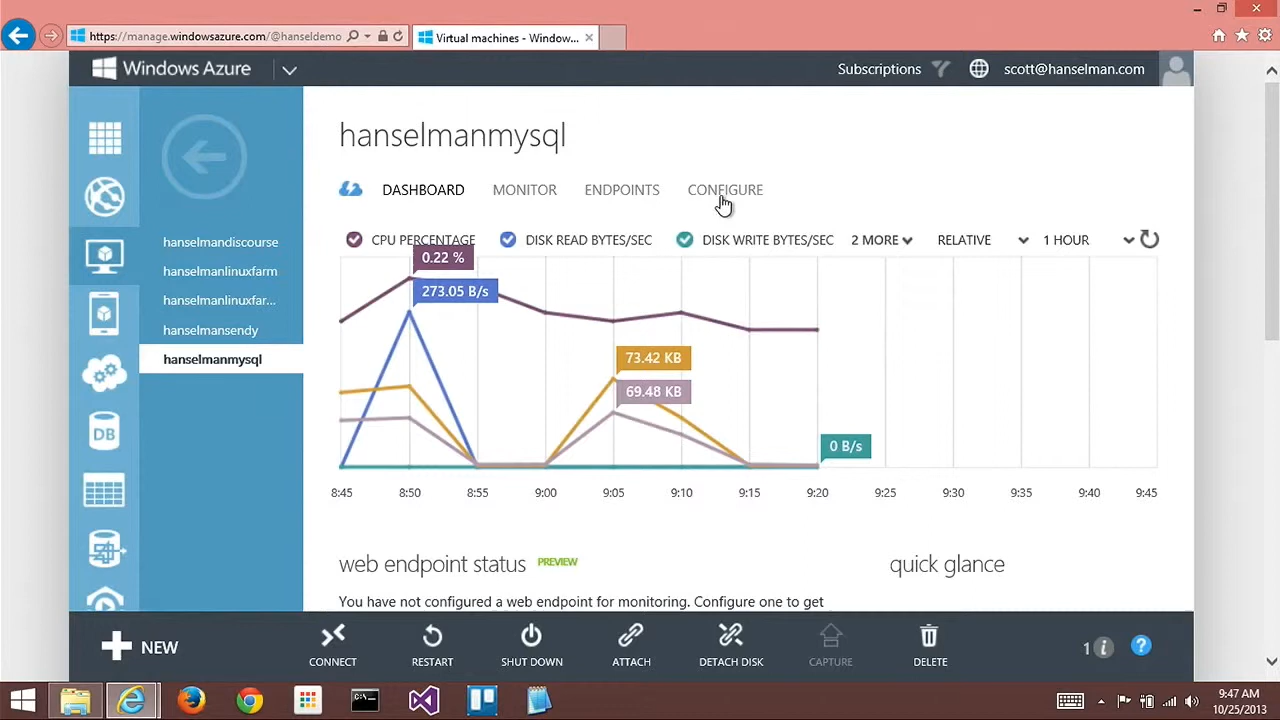 https://manage.windowsazure.com/@hanseldemo
Virtual machines - Window...
Windows Azure
Subscriptions
scott@hanselman.com
hanselmandiscourse
hanselmanlinuxfarm
hanselmanlinuxfar...
hanselmansendy
hanselmanmysql
DB
hanselmanmysql
DASHBOARD MONITOR ENDPOINTS CONFIGURE
CPU PERCENTAGE DISK READ BYTES/SEC DISK WRITE BYTES/SEC 2 MORE RELATIVE 1 HOUR
0.22 %
273.05 B/s
73.42 KB
69.48 KB
0 B/s
8:45 8:50 8:55 9:00 9:05 9:10 9:15 9:20 9:25 9:30 9:35 9:40 9:45
web endpoint status PREVIEW
quick glance
You have not configured a web endpoint for monitoring. Configure one to get
NEW
CONNECT RESTART SHUT DOWN ATTACH DETACH DISK CAPTURE DELETE
1
9:47 AM
10/25/2013